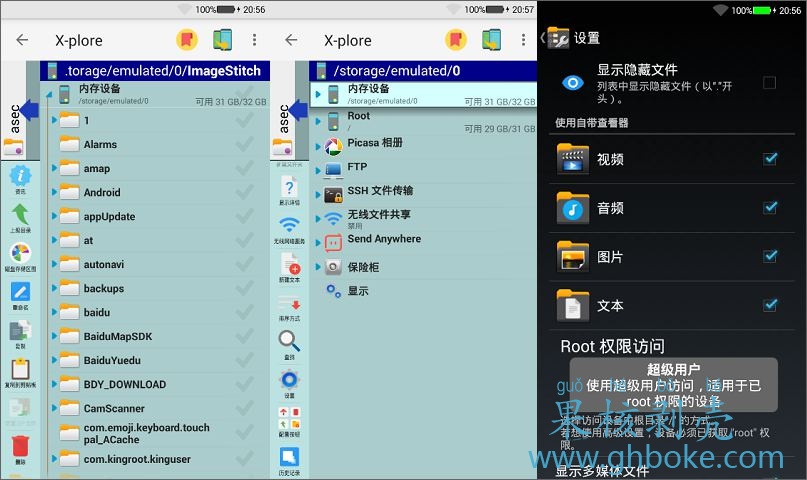 100% 20:56
X-plore
.torage/emulated/0/ImageStitch
内存设备
/storage/emulated/0
可用 31 GB/32 GB
1
Alarms
amap
Android
appUpdate
at
autonavi
backups
baidu
BaiduMapSDK
BaiduYuedu
BDY_DOWNLOAD
CamScanner
com.emoji.keyboard.touch
pal_ACache
com.kingroot.kinguser
asec
资讯
上级目录
磁盘存储区图
重命名
复制
复制到剪贴板
删除
100% 20:57
X-plore
/storage/emulated/0
内存设备
/storage/emulated/0
可用 31 GB/32 GB
Root
/
可用 29 GB/31 GB
Picasa 相册
FTP
SSH 文件传输
无线文件共享
禁用
Send Anywhere
保险柜
显示
asec
显示详情
无线网络服务
新建文本
排序方式
查找
设置
配置按钮
历史记录
100% 20:56
设置
显示隐藏文件
列表中显示隐藏文件（以"."开
头）。
使用自带查看器
视频
音频
图片
文本
Root 权限访问
超级用户
使用超级用户访问，适用于已
root 权限的设备
选择访问设备的根目录"/"的方式。
若想使用高级设置，设备必须已获取"root" 权
限。
显示多媒体文件
guǒ
果核剥壳
www.ghboke.com